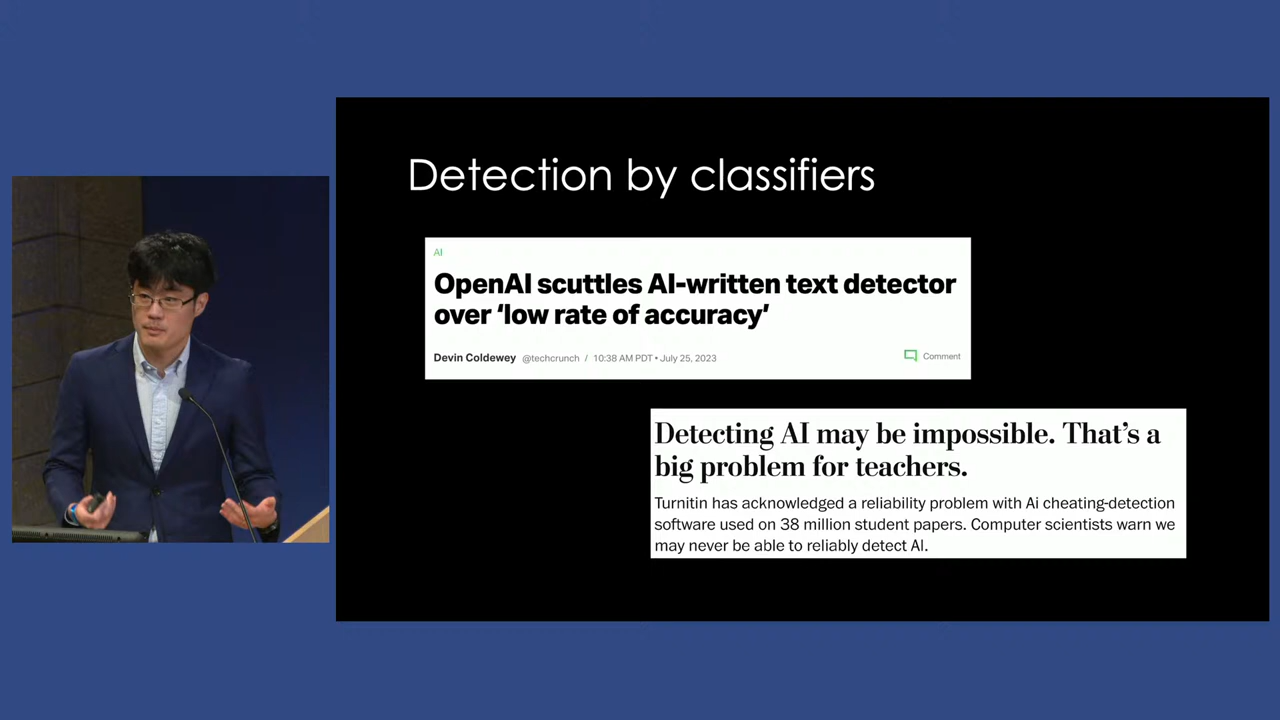 Detection by classifiers
AI
OpenAI scuttles AI-written text detector
over ‘low rate of accuracy’
Devin Coldewey @techcrunch / 10:38 AM PDT • July 25, 2023
Comment
Detecting AI may be impossible. That’s a
big problem for teachers.
Turnitin has acknowledged a reliability problem with Ai cheating-detection
software used on 38 million student papers. Computer scientists warn we
may never be able to reliably detect AI.